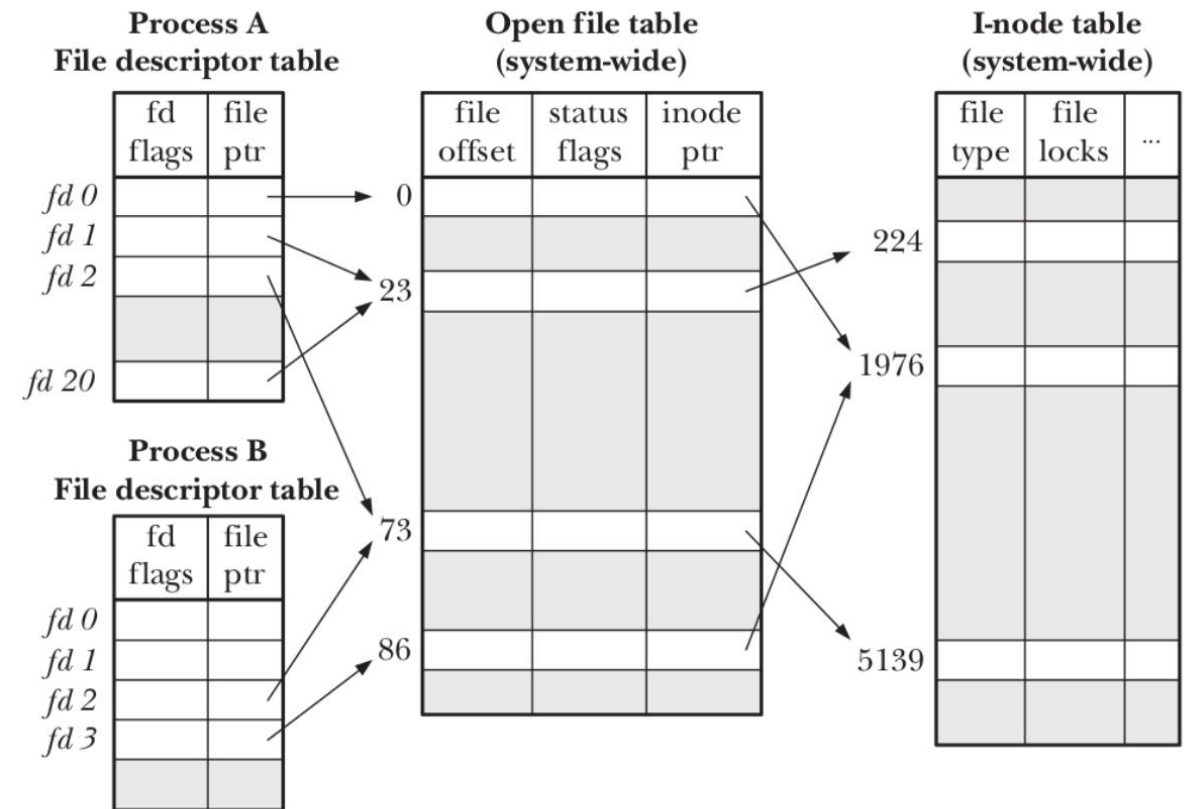 Process A
File descriptor table
fd
flags
file
ptr
fd 0
fd 1
fd 2
fd 20
Process B
File descriptor table
fd
flags
file
ptr
fd 0
fd 1
fd 2
fd 3
Open file table
(system-wide)
file
offset
status
flags
inode
ptr
0
23
73
86
I-node table
(system-wide)
file
type
file
locks
...
224
1976
5139